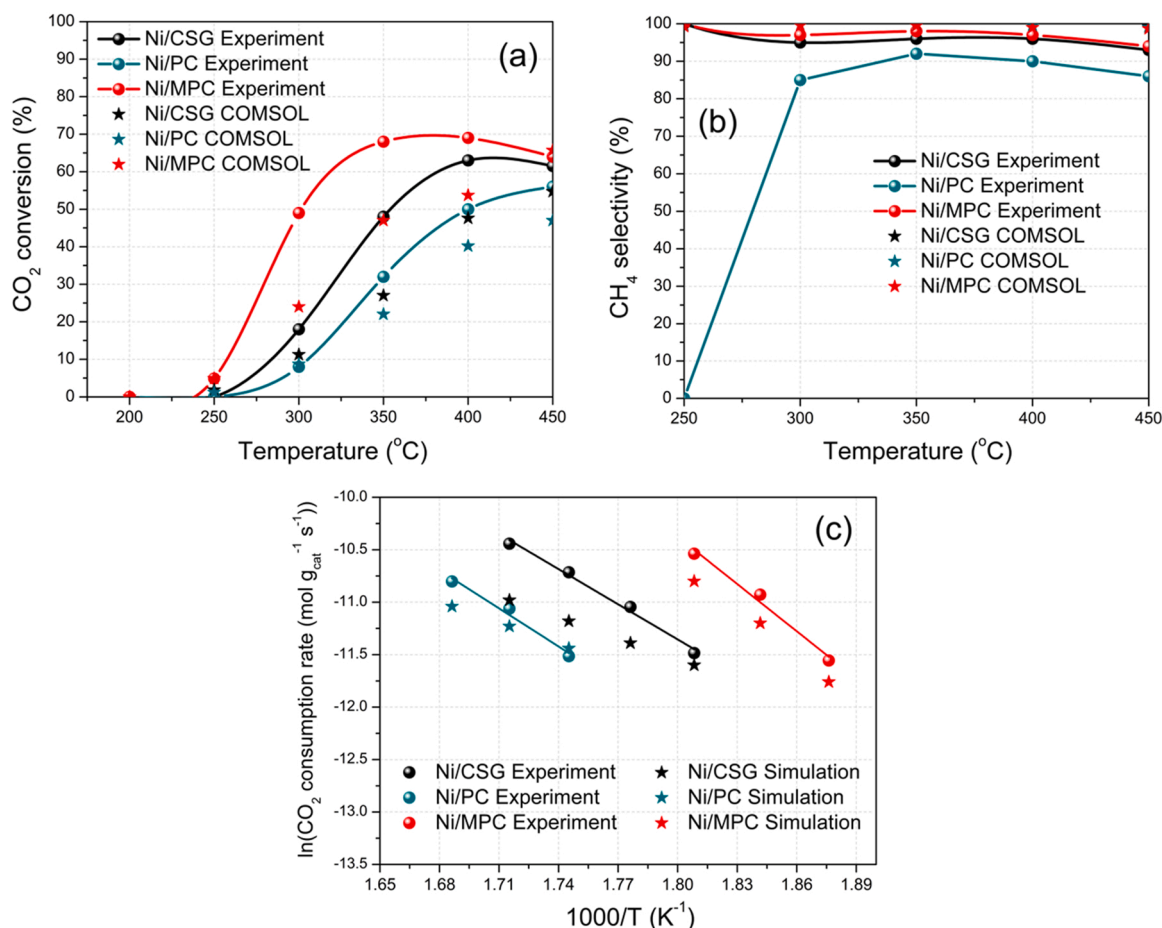 (a)
CO2 conversion (%)
100
90
80
70
60
50
40
30
20
10
0
Ni/CSG Experiment
Ni/PC Experiment
Ni/MPC Experiment
Ni/CSG COMSOL
Ni/PC COMSOL
Ni/MPC COMSOL
200 250 300 350 400 450
Temperature (oC)
(b)
CH4 selectivity (%)
100
90
80
70
60
50
40
30
20
10
0
Ni/CSG Experiment
Ni/PC Experiment
Ni/MPC Experiment
Ni/CSG COMSOL
Ni/PC COMSOL
Ni/MPC COMSOL
250 300 350 400 450
Temperature (oC)
(c)
ln(CO2 consumption rate (mol gcat-1 s-1))
-10.0
-10.5
-11.0
-11.5
-12.0
-12.5
-13.0
-13.5
Ni/CSG Experiment Ni/CSG Simulation
Ni/PC Experiment Ni/PC Simulation
Ni/MPC Experiment Ni/MPC Simulation
1.65 1.68 1.71 1.74 1.77 1.80 1.83 1.86 1.89
1000/T (K-1)